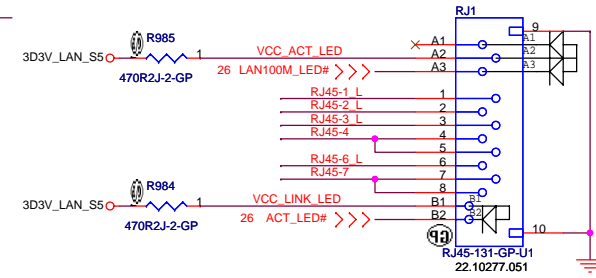 RJ1
R985
3D3V_LAN_S5
1
VCC_ACT_LED
470R2J-2-GP
26 LAN100M_LED#
A1
A2
A3
9
A1
A2
A3
RJ45-1_L
1
RJ45-2_L
2
RJ45-3_L
3
RJ45-4
4
5
RJ45-6_L
6
RJ45-7
7
8
R984
3D3V_LAN_S5
1
VCC_LINK_LED
470R2J-2-GP
26 ACT_LED#
B1
B2
B1
B2
10
RJ45-131-GP-U1
22.10277.051